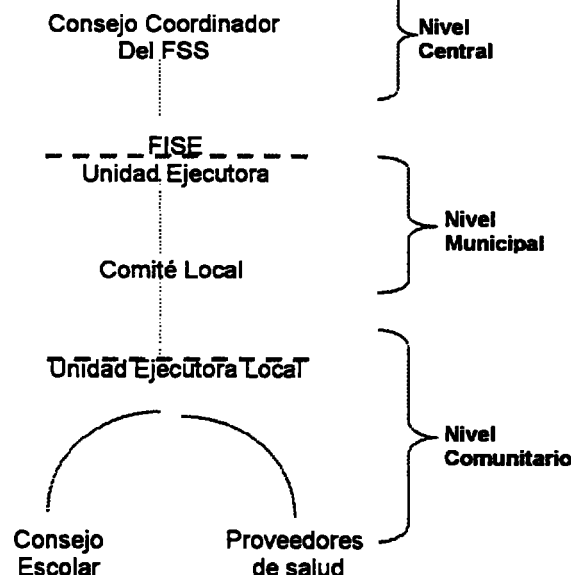 Consejo Coordinador
Del FSS
Nivel
Central
FISE
Unidad Ejecutora
Nivel
Municipal
Comité Local
Unidad Ejecutora Local
Nivel
Comunitario
Consejo
Escolar
Proveedores
de salud